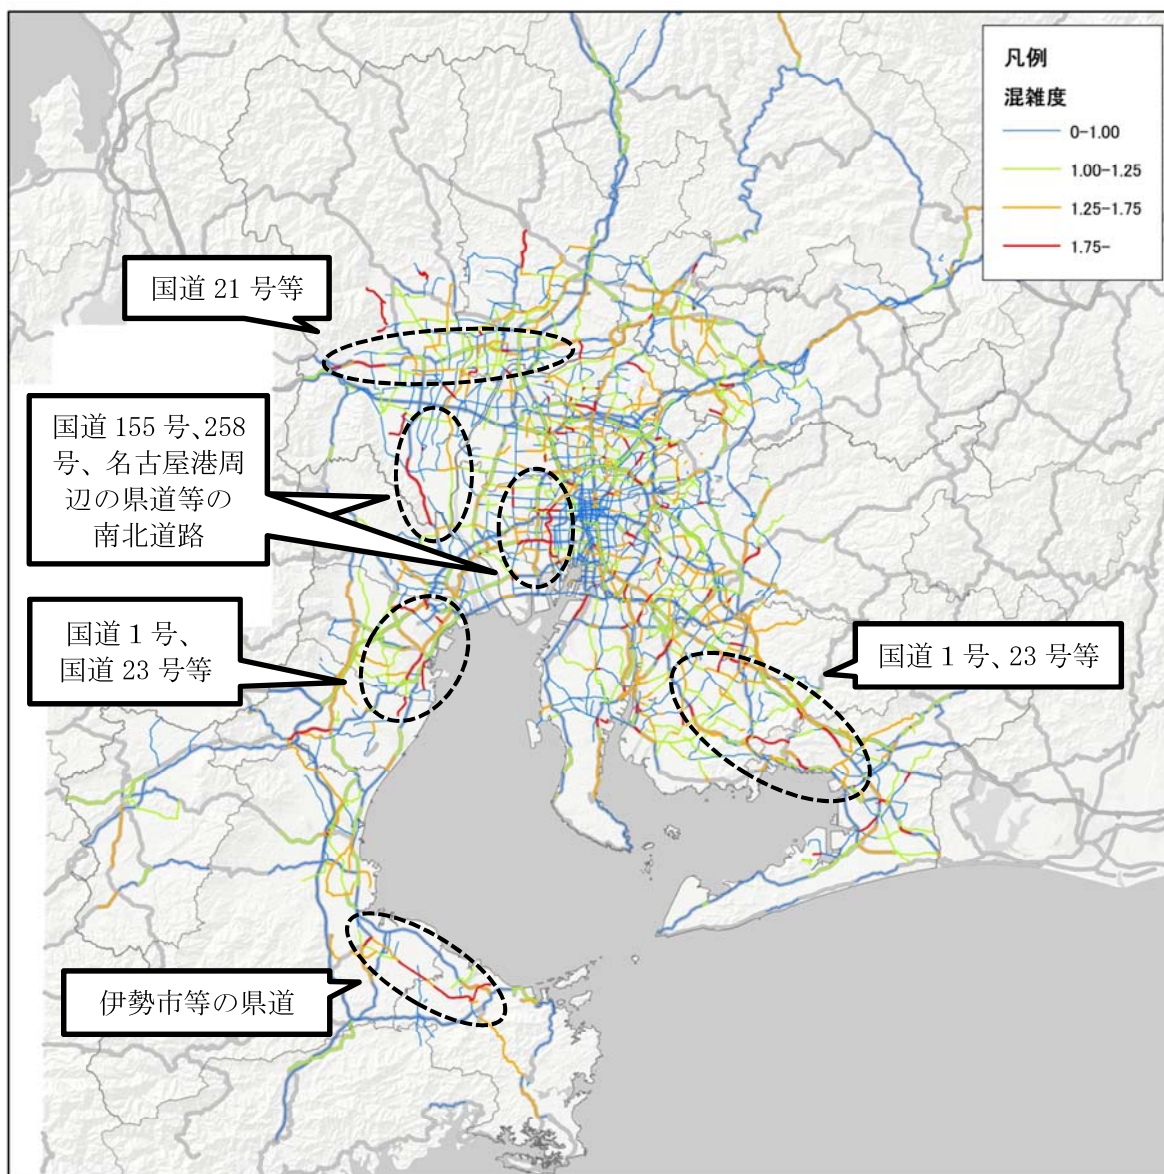 凡例
混雑度
0-1.00
1.00-1.25
1.25-1.75
1.75-
国道 21 号等
国道 155 号、258
号、名古屋港周
辺の県道等の
南北道路
国道 1 号、
国道 23 号等
国道 1 号、23 号等
伊勢市等の県道